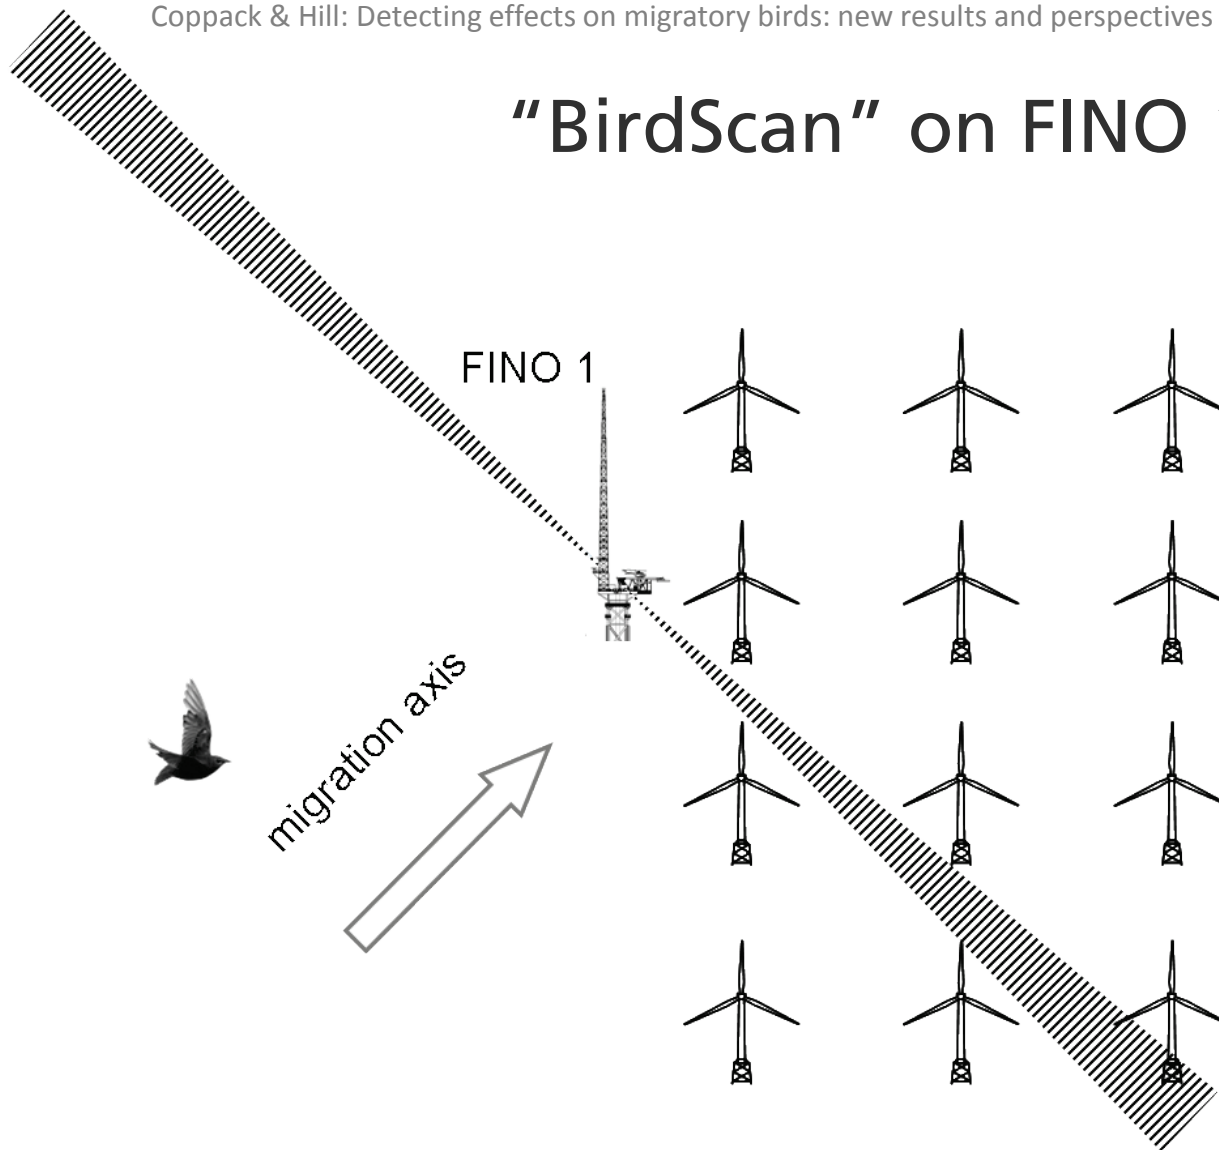 Coppack & Hill: Detecting effects on migratory birds: new results and perspectives
“BirdScan” on FINO
FINO 1
migration axis